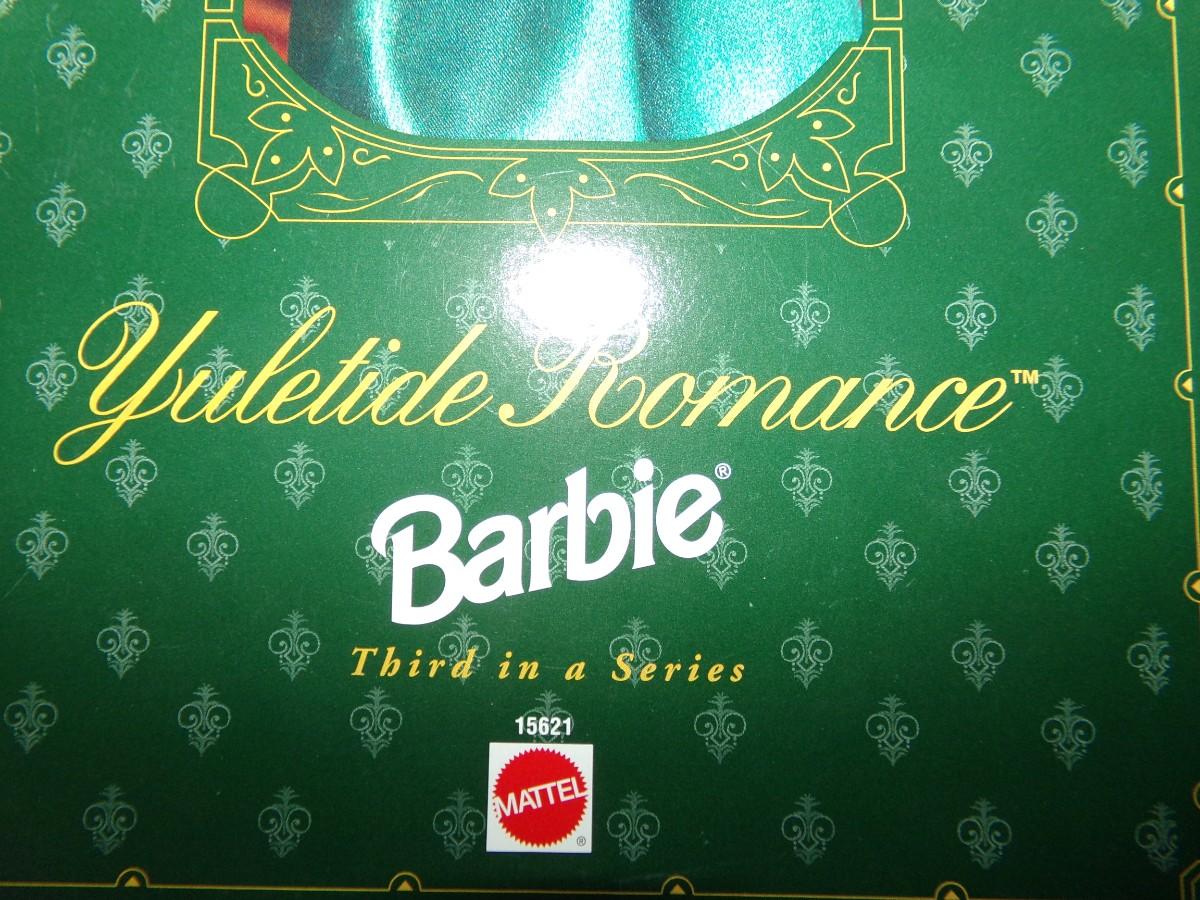 Yuletide Romance™
Barbie®
Third in a Series
15621
MATTEL
®